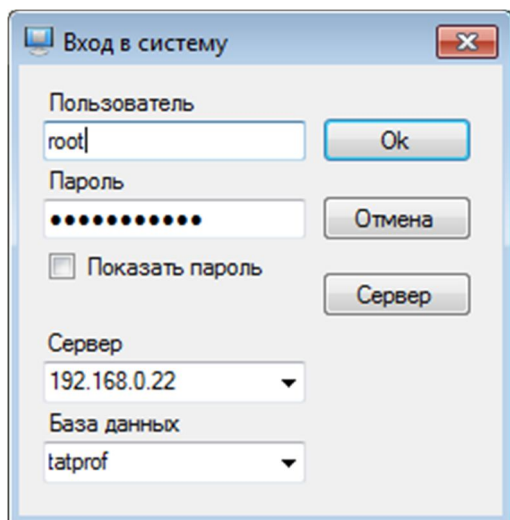 Вход в систему
Пользователь
root
Ok
Пароль
●●●●●●●●●●●
Отмена
Показать пароль
Сервер
Сервер
192.168.0.22
База данных
tatprof